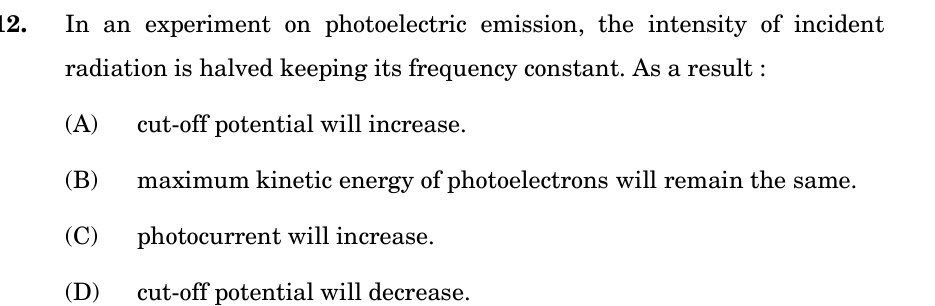 12. In an experiment on photoelectric emission, the intensity of incident
radiation is halved keeping its frequency constant. As a result :
(A) cut-off potential will increase.
(B) maximum kinetic energy of photoelectrons will remain the same.
(C) photocurrent will increase.
(D) cut-off potential will decrease.